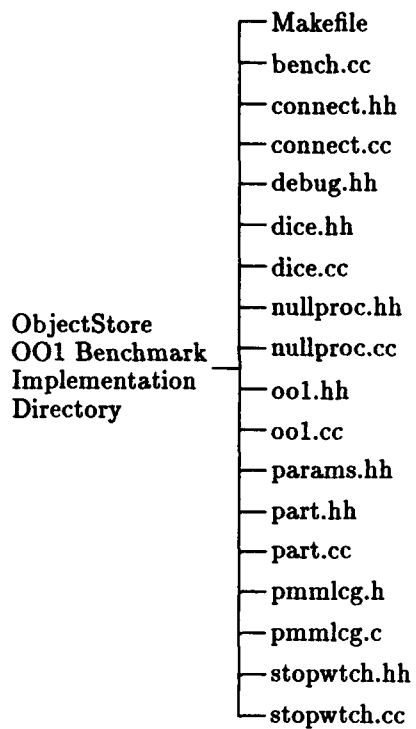 Makefile
bench.cc
connect.hh
connect.cc
debug.hh
dice.hh
dice.cc
nullproc.hh
nullproc.cc
ObjectStore
OO1 Benchmark
Implementation
Directory
oo1.hh
oo1.cc
params.hh
part.hh
part.cc
pmmlcg.h
pmmlcg.c
stopwtch.hh
stopwtch.cc